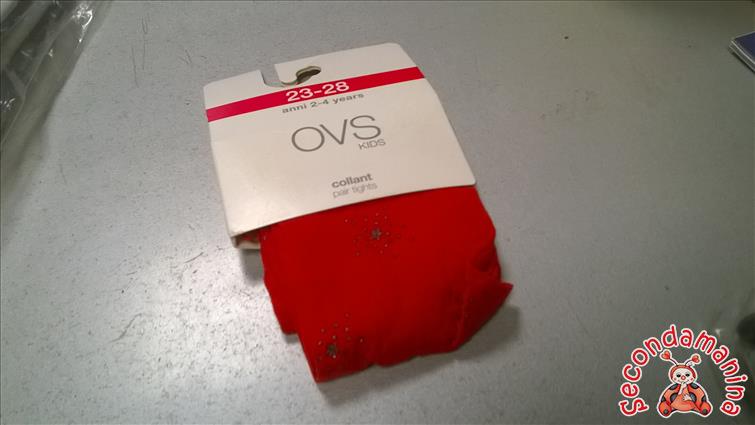 23-28
anni 2-4 years
OVS
KIDS
collant
pair tights
secondamanina